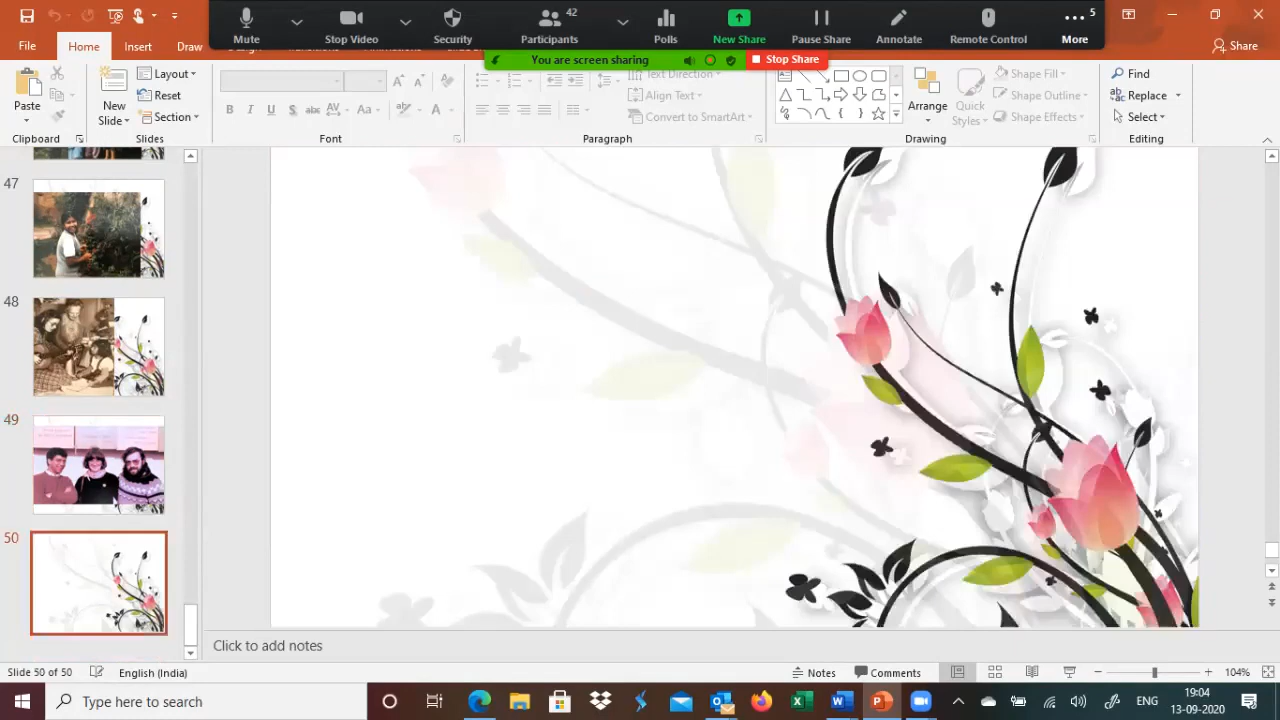 42
5
Mute
Stop Video
Security
Participants
Polls
New Share
Pause Share
Annotate
Remote Control
More
You are screen sharing
Stop Share
File
Home
Insert
Draw
Share
Paste
New
Slide
Layout
Reset
Section
B I U S abc AV Aa A
Text Direction
Align Text
Convert to SmartArt
Arrange
Quick
Styles
Shape Fill
Shape Outline
Shape Effects
Find
Replace
Select
Clipboard
Slides
Font
Paragraph
Drawing
Editing
47
48
49
50
Click to add notes
Slide 50 of 50
English (India)
Notes
Comments
104%
Type here to search
ENG
19:04
13-09-2020